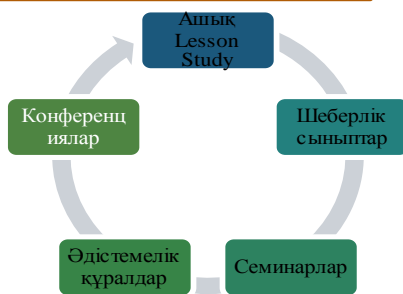 Ашық
Lesson
Study
Шеберлік
сыныптар
Семинарлар
Әдістемелік
құралдар
Конференц
иялар